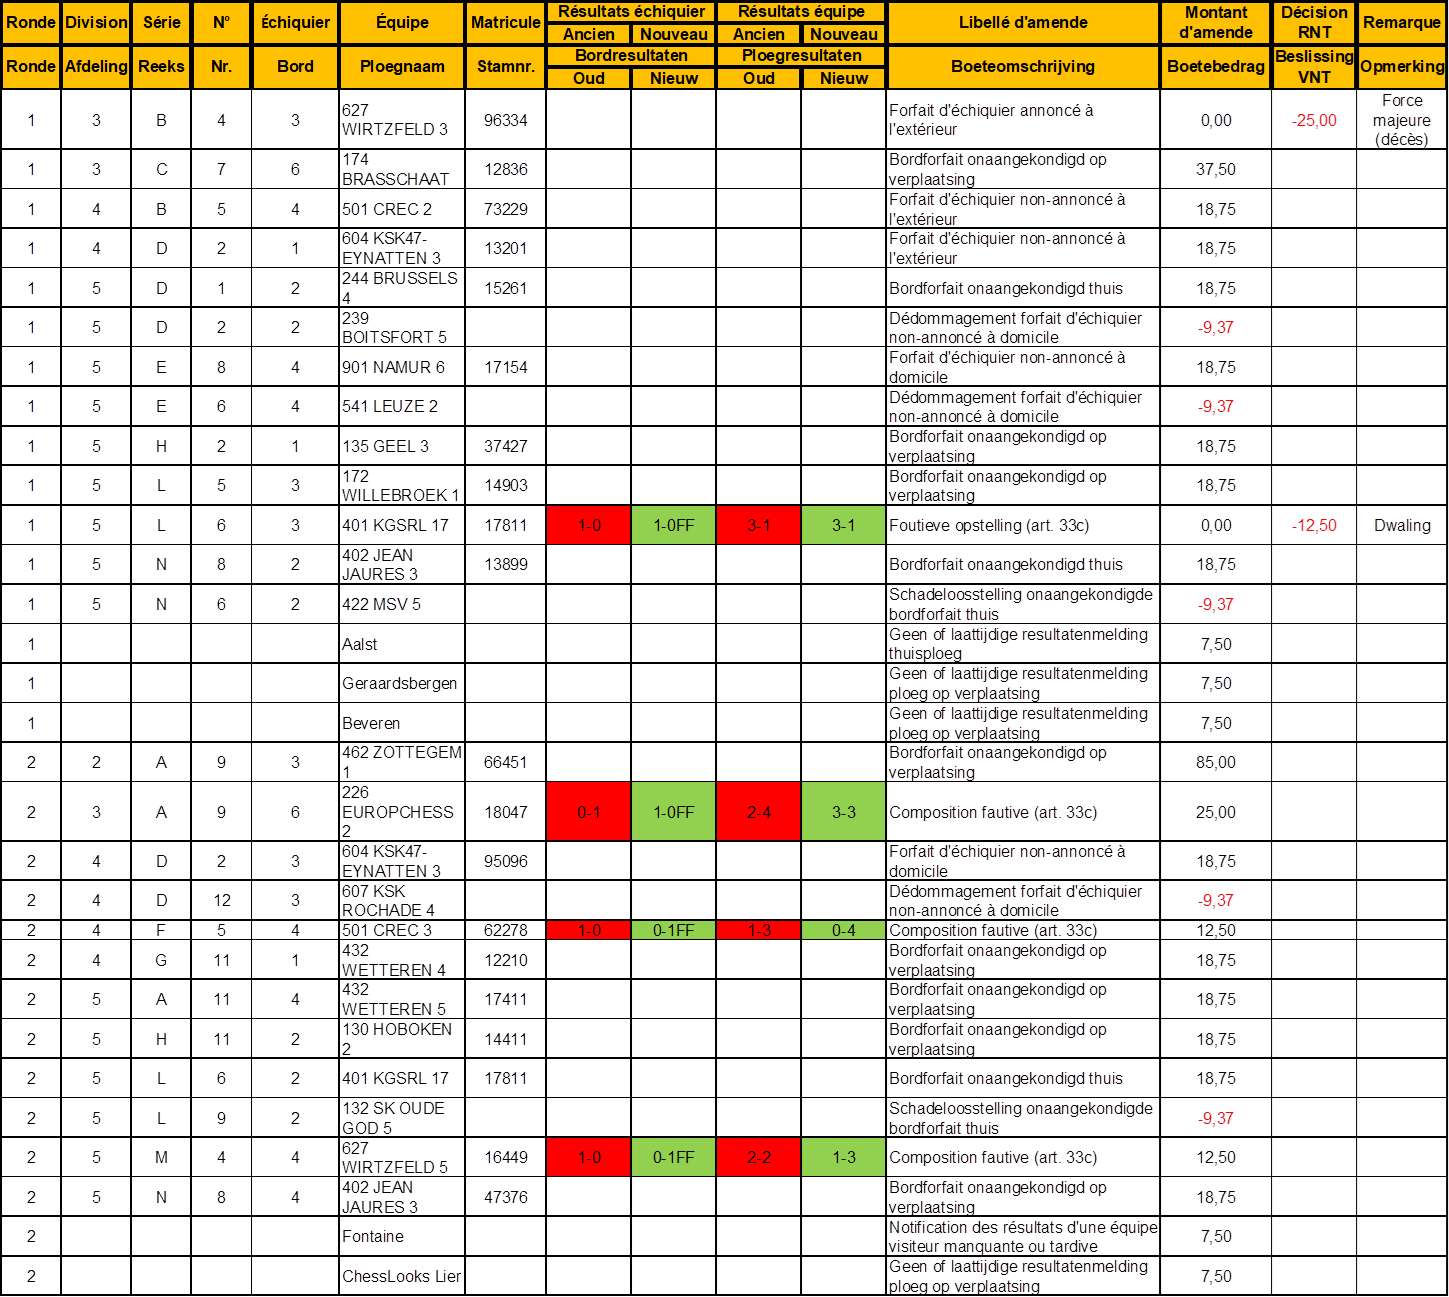 Ronde Division Série N° Échiquier Équipe Matricule Résultats échiquier Résultats équipe Libellé d'amende Montant d'amende Décision RNT Remarque
Ancien Nouveau Ancien Nouveau
Ronde Afdeling Reeks Nr. Bord Ploegnaam Stamnr. Bordresultaten Ploegresultaten Boeteomschrijving Boetebedrag Beslissing VNT Opmerking
Oud Nieuw Oud Nieuw
1 3 B 4 3 627 WIRTZFELD 3 96334 Forfait d'échiquier annoncé à l'extérieur 0,00 -25,00 Force majeure (décès)
1 3 C 7 6 174 BRASSCHAAT 12836 Bordforfait onaangekondigd op verplaatsing 37,50
1 4 B 5 4 501 CREC 2 73229 Forfait d'échiquier non-annoncé à l'extérieur 18,75
1 4 D 2 1 604 KSK47-EYNATTEN 3 13201 Forfait d'échiquier non-annoncé à l'extérieur 18,75
1 5 D 1 2 244 BRUSSELS 4 15261 Bordforfait onaangekondigd thuis 18,75
1 5 D 2 2 239 BOITSFORT 5 Dédommagement forfait d'échiquier non-annoncé à domicile -9,37
1 5 E 8 4 901 NAMUR 6 17154 Forfait d'échiquier non-annoncé à domicile 18,75
1 5 E 6 4 541 LEUZE 2 Dédommagement forfait d'échiquier non-annoncé à domicile -9,37
1 5 H 2 1 135 GEEL 3 37427 Bordforfait onaangekondigd op verplaatsing 18,75
1 5 L 5 3 172 WILLEBROEK 1 14903 Bordforfait onaangekondigd op verplaatsing 18,75
1 5 L 6 3 401 KGSRL 17 17811 1-0 1-0FF 3-1 3-1 Foutieve opstelling (art. 33c) 0,00 -12,50 Dwaling
1 5 N 8 2 402 JEAN JAURES 3 13899 Bordforfait onaangekondigd thuis 18,75
1 5 N 6 2 422 MSV 5 Schadeloosstelling onaangekondigde bordforfait thuis -9,37
1 Aalst Geen of laattijdige resultatenmelding thuisploeg 7,50
1 Geraardsbergen Geen of laattijdige resultatenmelding ploeg op verplaatsing 7,50
1 Beveren Geen of laattijdige resultatenmelding ploeg op verplaatsing 7,50
2 2 A 9 3 462 ZOTTEGEM 1 66451 Bordforfait onaangekondigd op verplaatsing 85,00
2 3 A 9 6 226 EUROPCHESS 2 18047 0-1 1-0FF 2-4 3-3 Composition fautive (art. 33c) 25,00
2 4 D 2 3 604 KSK47-EYNATTEN 3 95096 Forfait d'échiquier non-annoncé à domicile 18,75
2 4 D 12 3 607 KSK ROCHADE 4 Dédommagement forfait d'échiquier non-annoncé à domicile -9,37
2 4 F 5 4 501 CREC 3 62278 1-0 0-1FF 1-3 0-4 Composition fautive (art. 33c) 12,50
2 4 G 11 1 432 WETTEREN 4 12210 Bordforfait onaangekondigd op verplaatsing 18,75
2 5 A 11 4 432 WETTEREN 5 17411 Bordforfait onaangekondigd op verplaatsing 18,75
2 5 H 11 2 130 HOBOKEN 2 14411 Bordforfait onaangekondigd op verplaatsing 18,75
2 5 L 6 2 401 KGSRL 17 17811 Bordforfait onaangekondigd thuis 18,75
2 5 L 9 2 132 SK OUDE GOD 5 Schadeloosstelling onaangekondigde bordforfait thuis -9,37
2 5 M 4 4 627 WIRTZFELD 5 16449 1-0 0-1FF 2-2 1-3 Composition fautive (art. 33c) 12,50
2 5 N 8 4 402 JEAN JAURES 3 47376 Bordforfait onaangekondigd op verplaatsing 18,75
2 Fontaine Notification des résultats d'une équipe visiteur manquante ou tardive 7,50
2 ChessLooks Lier Geen of laattijdige resultatenmelding ploeg op verplaatsing 7,50